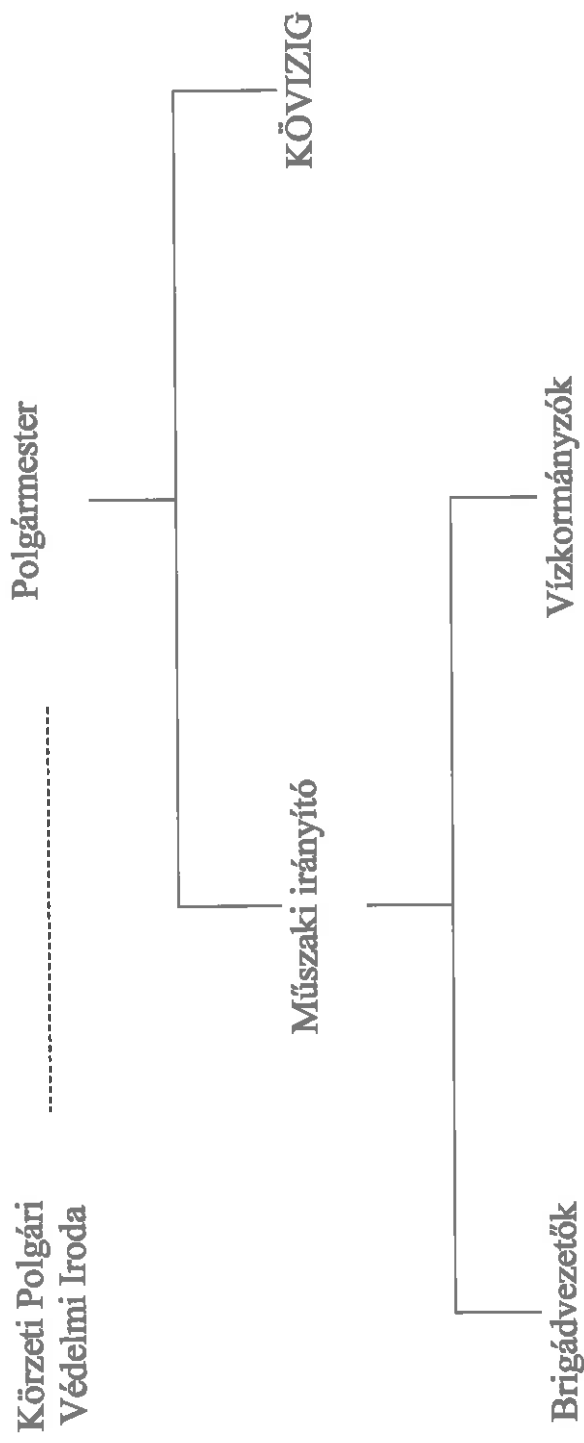 Körzeti Polgári
Védelmi Iroda
Polgármester
Műszaki irányító
KÖVIZIG
Brigádvezetők
Vízkormányzók